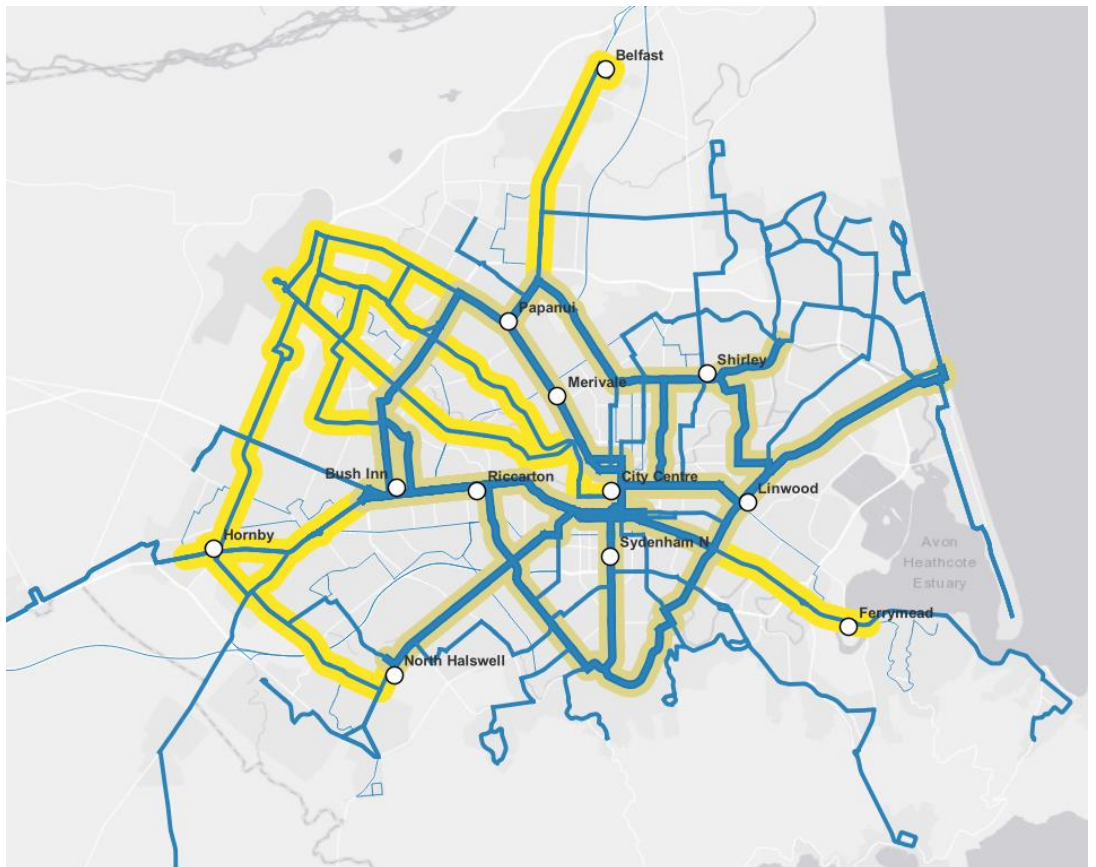 Belfast
Papanui
Shirley
Merivale
Bush Inn
Riccarton
City Centre
Linwood
Hornby
Sydenham N
Avon
Heathcote
Estuary
Ferrymead
North Halswell